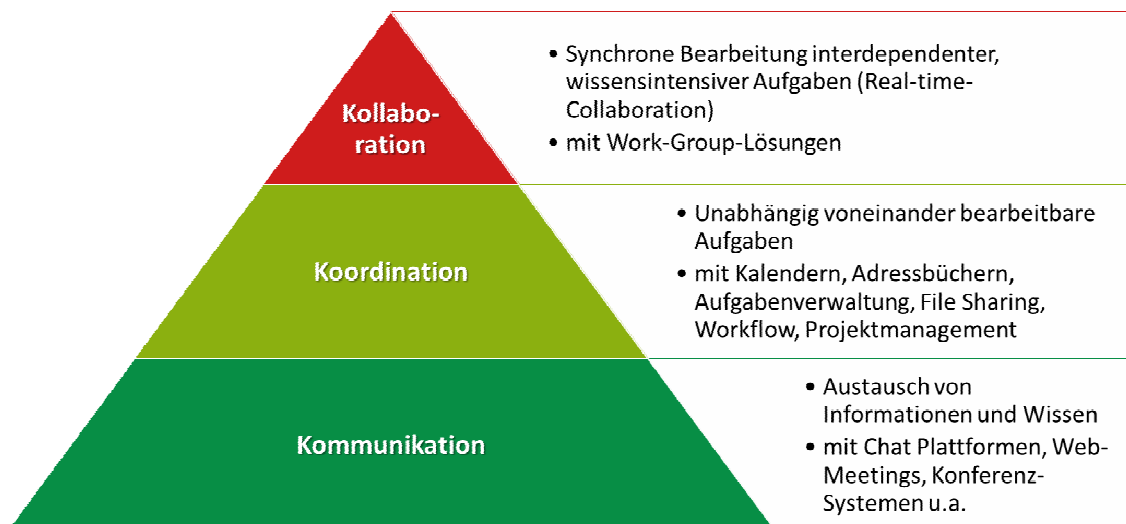 Kollabo-
ration
• Synchrone Bearbeitung interdependenter,
wissensintensiver Aufgaben (Real-time-
Collaboration)
• mit Work-Group-Lösungen
Koordination
• Unabhängig voneinander bearbeitbare
Aufgaben
• mit Kalendern, Adressbüchern,
Aufgabenverwaltung, File Sharing,
Workflow, Projektmanagement
Kommunikation
• Austausch von
Informationen und Wissen
• mit Chat Plattformen, Web-
Meetings, Konferenz-
Systemen u.a.